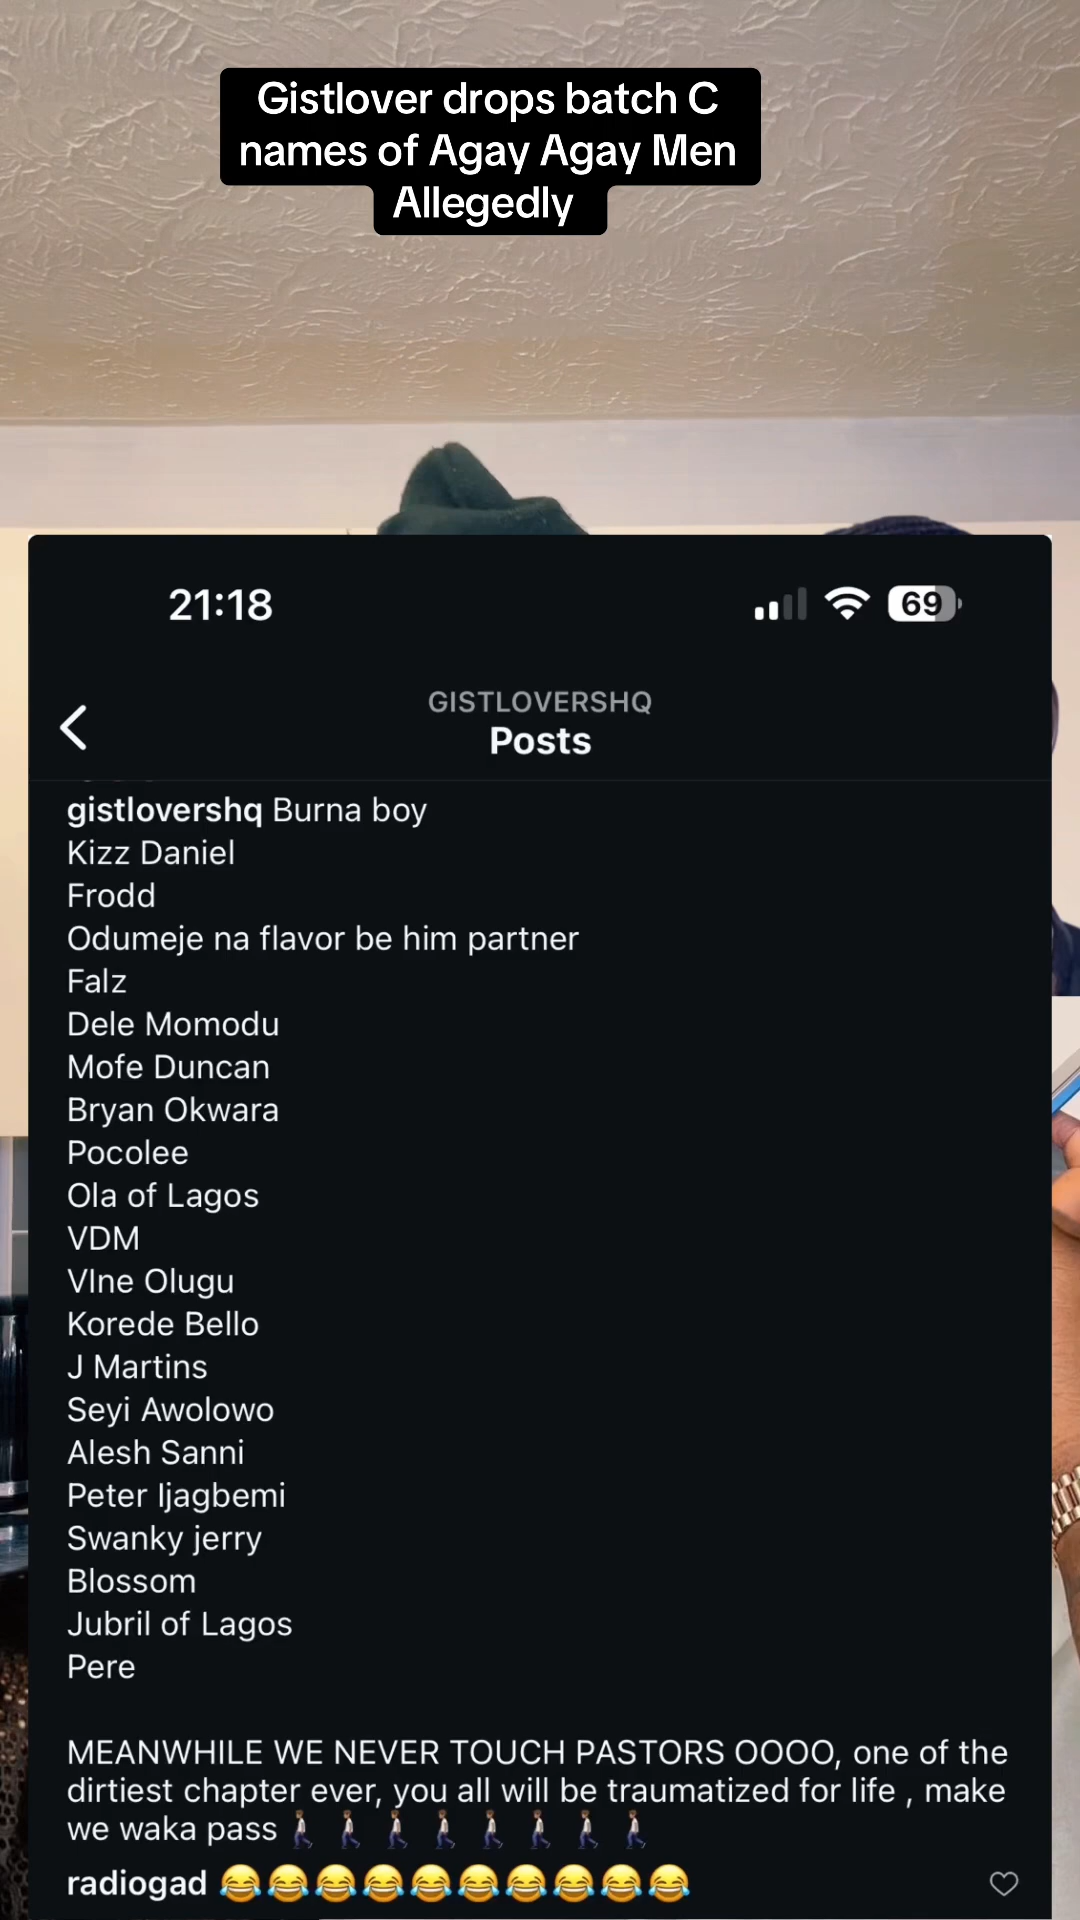 Gistlover drops batch C
names of Agay Agay Men
Allegedly
21:18
69
GISTLOVERSHQ
Posts
gistlovershq Burna boy
Kizz Daniel
Frodd
Odumeje na flavor be him partner
Falz
Dele Momodu
Mofe Duncan
Bryan Okwara
Pocolee
Ola of Lagos
VDM
VIne Olugu
Korede Bello
J Martins
Seyi Awolowo
Alesh Sanni
Peter Ijagbemi
Swanky jerry
Blossom
Jubril of Lagos
Pere
MEANWHILE WE NEVER TOUCH PASTORS OOOO, one of the
dirtiest chapter ever, you all will be traumatized for life , make
we waka pass 🚶🚶🚶🚶🚶🚶🚶🚶
radiogad 😂😂😂😂😂😂😂😂😂😂